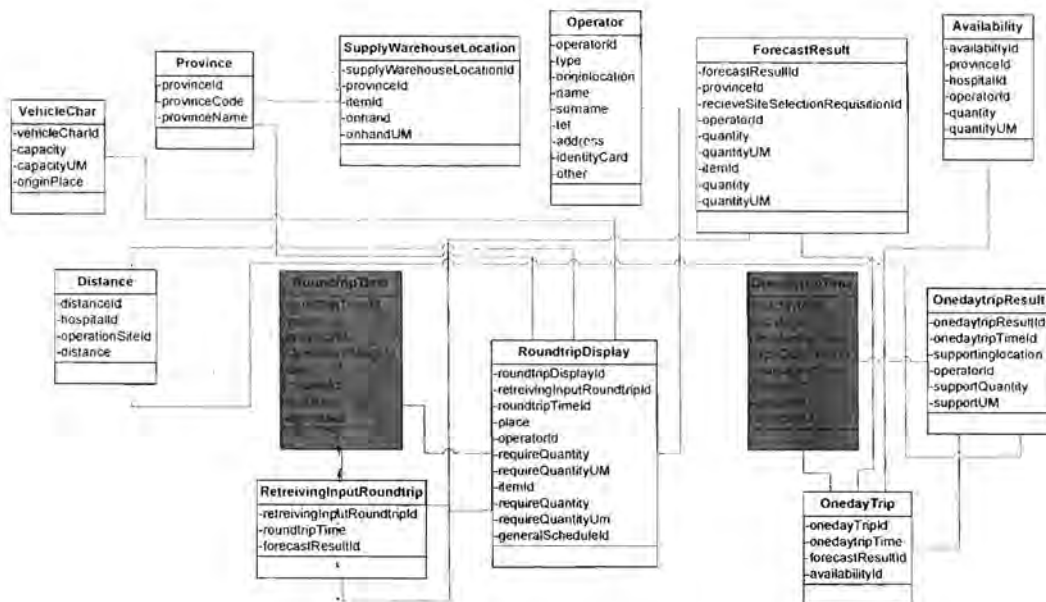 Operator
-operatorId
-type
-originlocation
-name
-surname
-tel
-address
-identityCard
-other
Availability
-availabiltyId
-provinceId
-hospitalId
-operatorId
-quantity
-quantityUM
SupplyWarehouseLocation
-supplyWarehouseLocationId
-provinceId
-itemId
-onhand
-onhandUM
ForecastResult
-forecastResultId
-provinceId
-recieveSiteSelectionRequisitionId
-operatorId
-quantity
-quantityUM
-itemId
-quantity
-quantityUM
Province
-provinceId
-provinceCode
-provinceName
VehicleChar
-vehicleCharId
-capacity
-capacityUM
-originPlace
Distance
-distanceId
-hospitalId
-operationSiteId
-distance
OnedaytripResult
-onedaytripResultId
-onedaytripTimeId
-supportinglocation
-operatorId
-supportQuantity
-supportUM
RoundtripDisplay
-roundtripDisplayId
-retreivingInputRoundtripId
-roundtripTimeId
-place
-operatorId
-requireQuantity
-requireQuantityUM
-itemId
-requireQuantity
-requireQuantityUm
-generalScheduleId
RetreivingInputRoundtrip
-retreivingInputRoundtripId
-roundtripTime
-forecastResultId
OnedayTrip
-onedayTripId
-onedaytripTime
-forecastResultId
-availabilityId